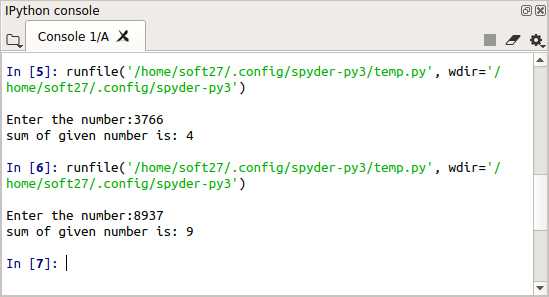 IPython console
Console 1/A
In [5]: runfile('/home/soft27/.config/spyder-py3/temp.py', wdir='/
home/soft27/.config/spyder-py3')
Enter the number:3766
sum of given number is: 4
In [6]: runfile('/home/soft27/.config/spyder-py3/temp.py', wdir='/
home/soft27/.config/spyder-py3')
Enter the number:8937
sum of given number is: 9
In [7]: